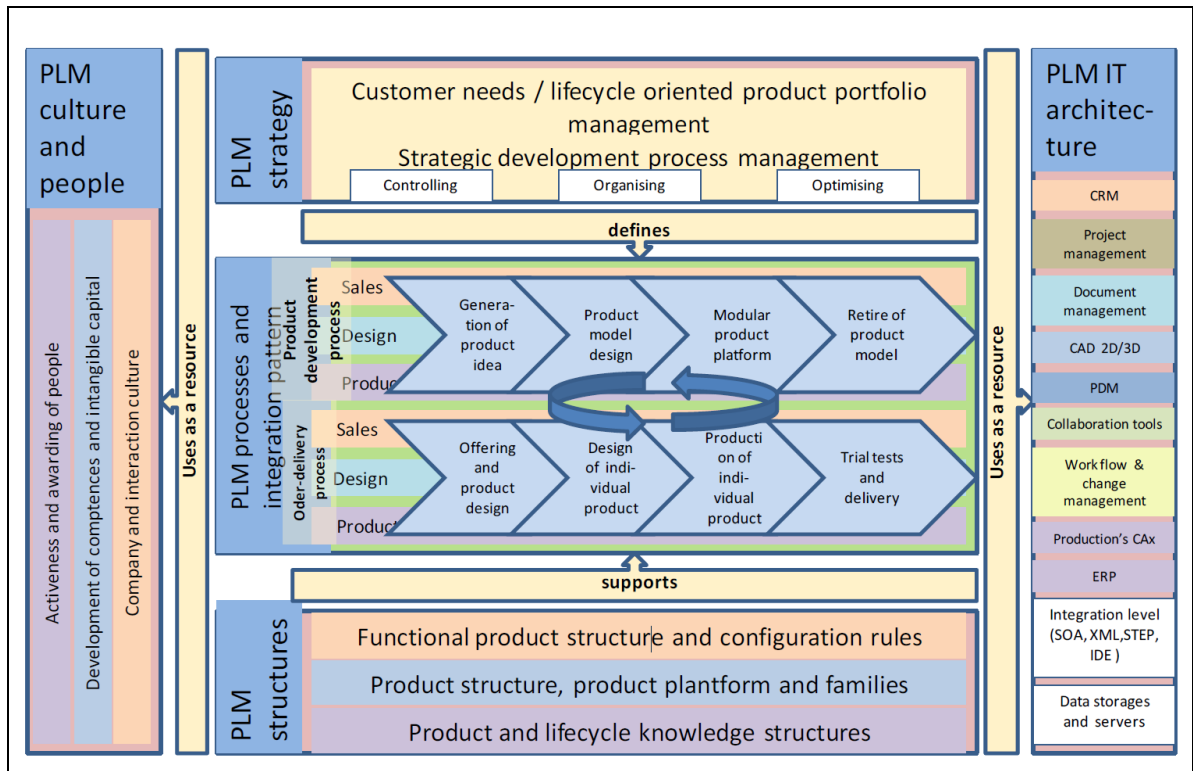 PLM
culture
and
people
Activeness and awarding of people
Development of comptences and intangible capital
Company and interaction culture
Uses as a resource
PLM
strategy
Customer needs / lifecycle oriented product portfolio
management
Strategic development process management
Controlling
Organising
Optimising
defines
PLM processes and
integration pattern
Product
development
process
Sales
Design
Product
Genera-
tion of
product
idea
Product
model
design
Modular
product
platform
Retire of
product
model
Oder-delivery
process
Sales
Design
Product
Offering
and
product
design
Design
of indi-
vidual
product
Producti
on of
indi-
vidual
product
Trial tests
and
delivery
supports
PLM
structures
Functional product structure and configuration rules
Product structure, product plantform and families
Product and lifecycle knowledge structures
Uses as a resource
PLM IT
architec-
ture
CRM
Project
management
Document
management
CAD 2D/3D
PDM
Collaboration tools
Workflow &
change
management
Production's CAx
ERP
Integration level
(SOA, XML,STEP,
IDE )
Data storages
and servers